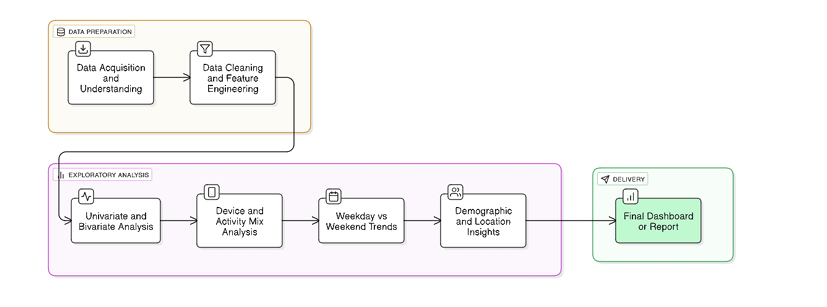 DATA PREPARATION
Data Acquisition
and
Understanding
Data Cleaning
and Feature
Engineering
EXPLORATORY ANALYSIS
Univariate and
Bivariate Analysis
Device and
Activity Mix
Analysis
Weekday vs
Weekend Trends
Demographic
and Location
Insights
DELIVERY
Final Dashboard
or Report